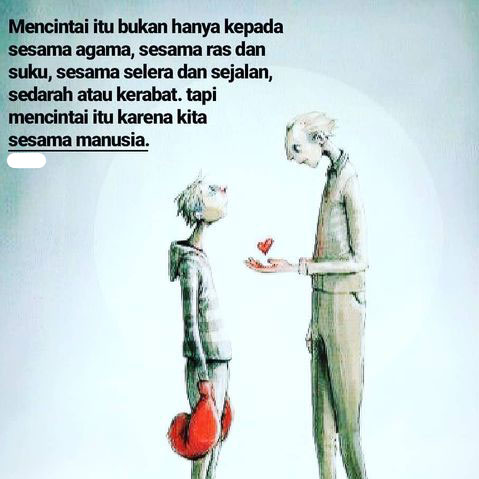 Mencintai itu bukan hanya kepada
sesama agama, sesama ras dan
suku, sesama selera dan sejalan,
sedarah atau kerabat. tapi
mencintai itu karena kita
sesama manusia.